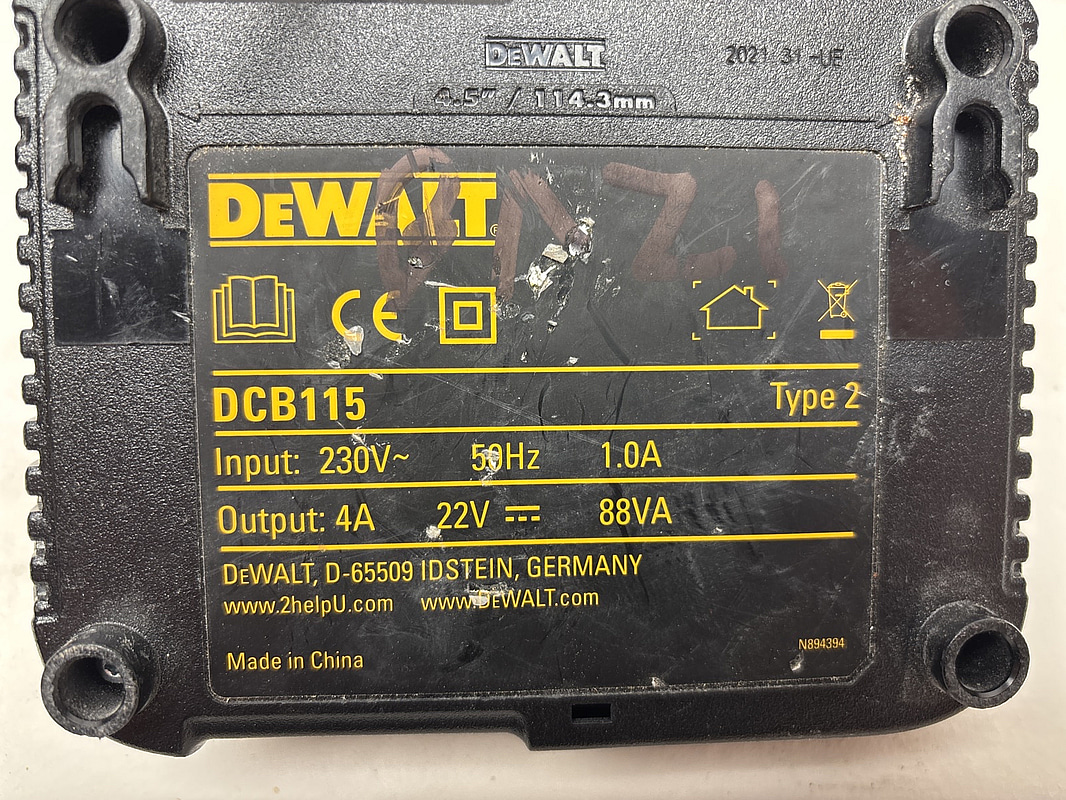 DEWALT 2021 31-UE
4.5" / 114.3mm
DEWALT®
CE
DCB115 Type 2
Input: 230V~ 50Hz 1.0A
Output: 4A 22V ⎓ 88VA
DEWALT, D-65509 IDSTEIN, GERMANY
www.2helpU.com www.DEWALT.com
N894394
Made in China